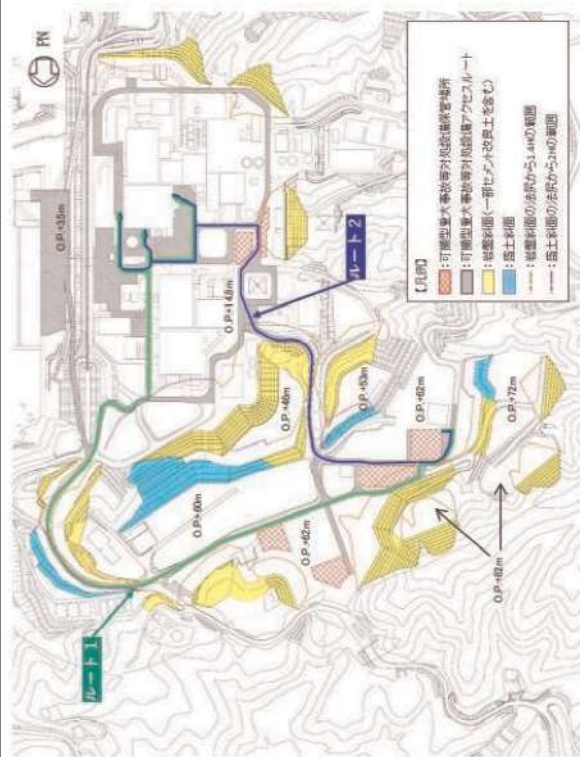 PN
O.P.+3.5m
O.P.+14.8m
ルート2
O.P.+46m
O.P.+53m
O.P.+62m
O.P.+72m
O.P.+60m
O.P.+62m
O.P.+82m
ルート1
【凡例】
：可搬型重大事故等対処設備保管場所
：可搬型重大事故等対処設備アクセスルート
：岩盤斜面(一部セメント改良土を含む)
：盛土斜面
：岩盤斜面の法尻から1.4Hの範囲
：盛土斜面の法尻から2Hの範囲